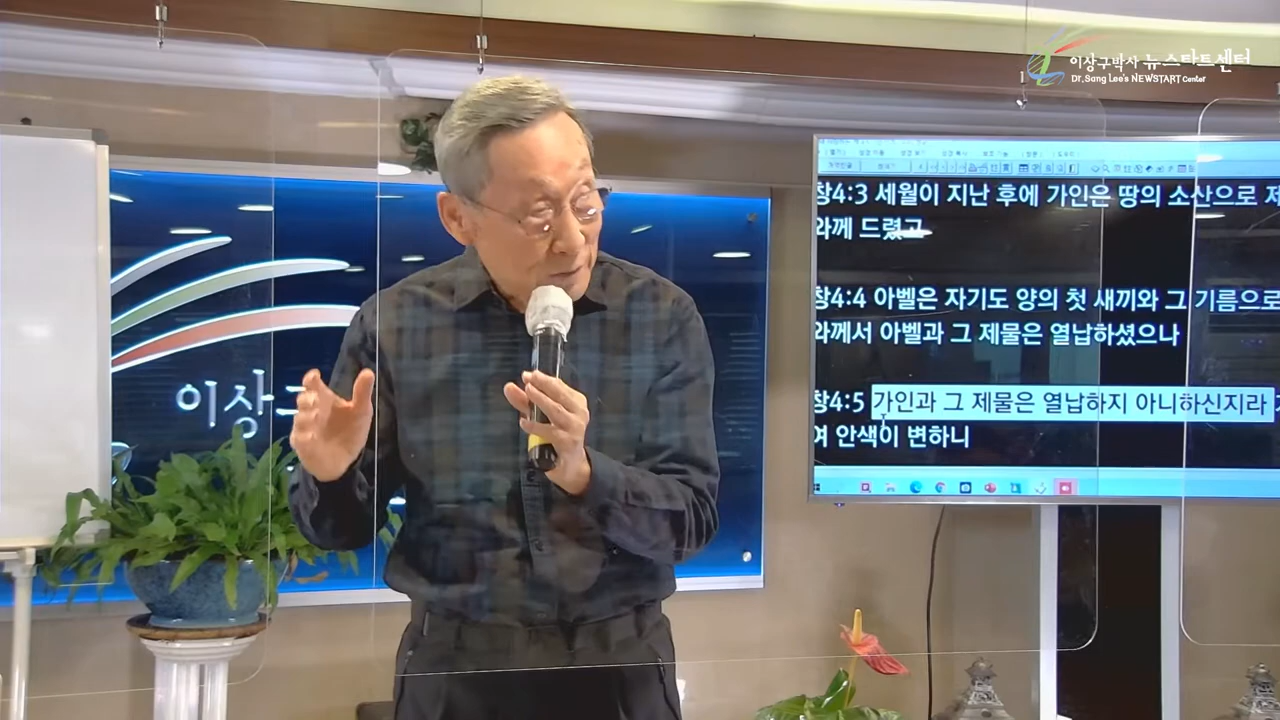 이상구박사 뉴스타트센터
Dr. Sang Lee's NEWSTART Center
이상구
창4:3 세월이 지난 후에 가인은 땅의 소산으로 제
와께 드렸고
창4:4 아벨은 자기도 양의 첫 새끼와 그 기름으로
와께서 아벨과 그 제물은 열납하셨으나
창4:5 가인과 그 제물은 열납하지 아니하신지라
여 안색이 변하니